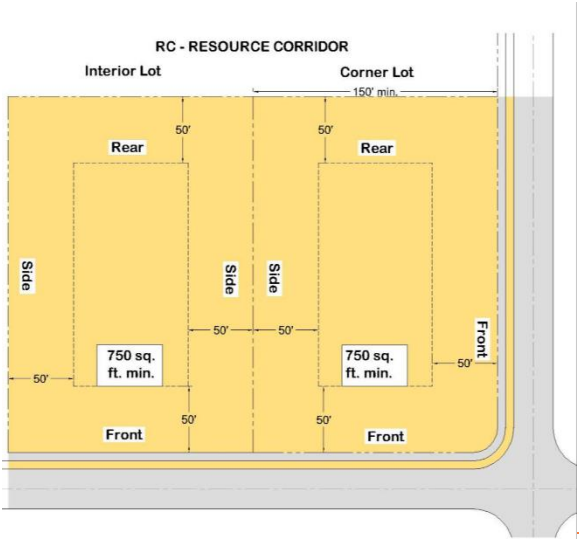 RC - RESOURCE CORRIDOR
Interior Lot
Corner Lot
150' min.
50'
50'
Rear
Rear
Side
Side
Side
Front
50'
50'
50'
50'
750 sq.
ft. min.
750 sq.
ft. min.
50'
50'
Front
Front